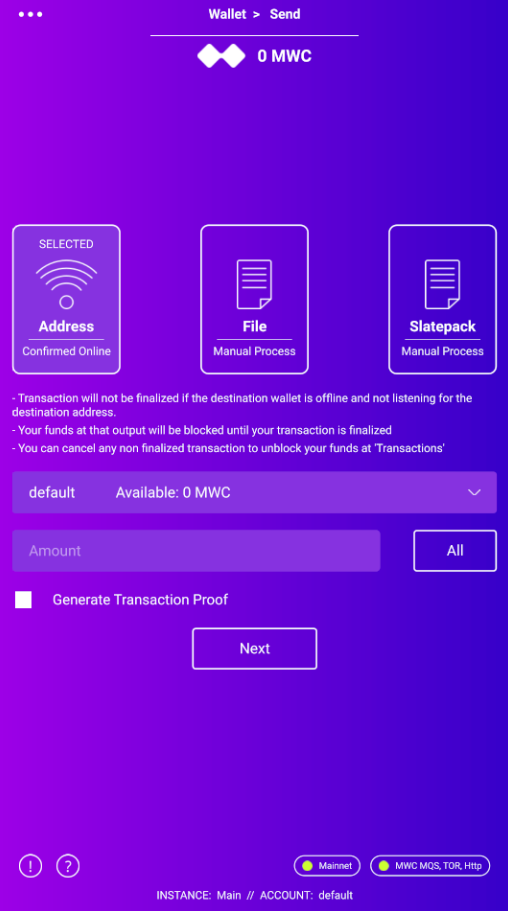 Wallet > Send
0 MWC
SELECTED
Address
Confirmed Online
File
Manual Process
Slatepack
Manual Process
- Transaction will not be finalized if the destination wallet is offline and not listening for the
destination address.
- Your funds at that output will be blocked until your transaction is finalized
- You can cancel any non finalized transaction to unblock your funds at 'Transactions'
default Available: 0 MWC
Amount
All
Generate Transaction Proof
Next
! ? Mainnet MWC MQS, TOR, Http
INSTANCE: Main // ACCOUNT: default